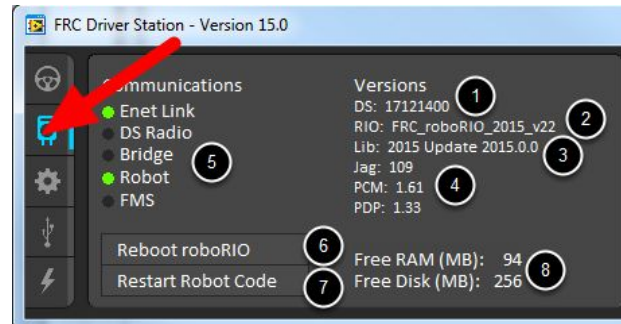 FRC Driver Station - Version 15.0
Communications
Enet Link
DS Radio
Bridge
Robot
FMS
5
Reboot roboRIO
6
Restart Robot Code
7
Versions
DS: 17121400
1
RIO: FRC_roboRIO_2015_v22
2
Lib: 2015 Update 2015.0.0
3
Jag: 109
PCM: 1.61
4
PDP: 1.33
Free RAM (MB): 94
Free Disk (MB): 256
8